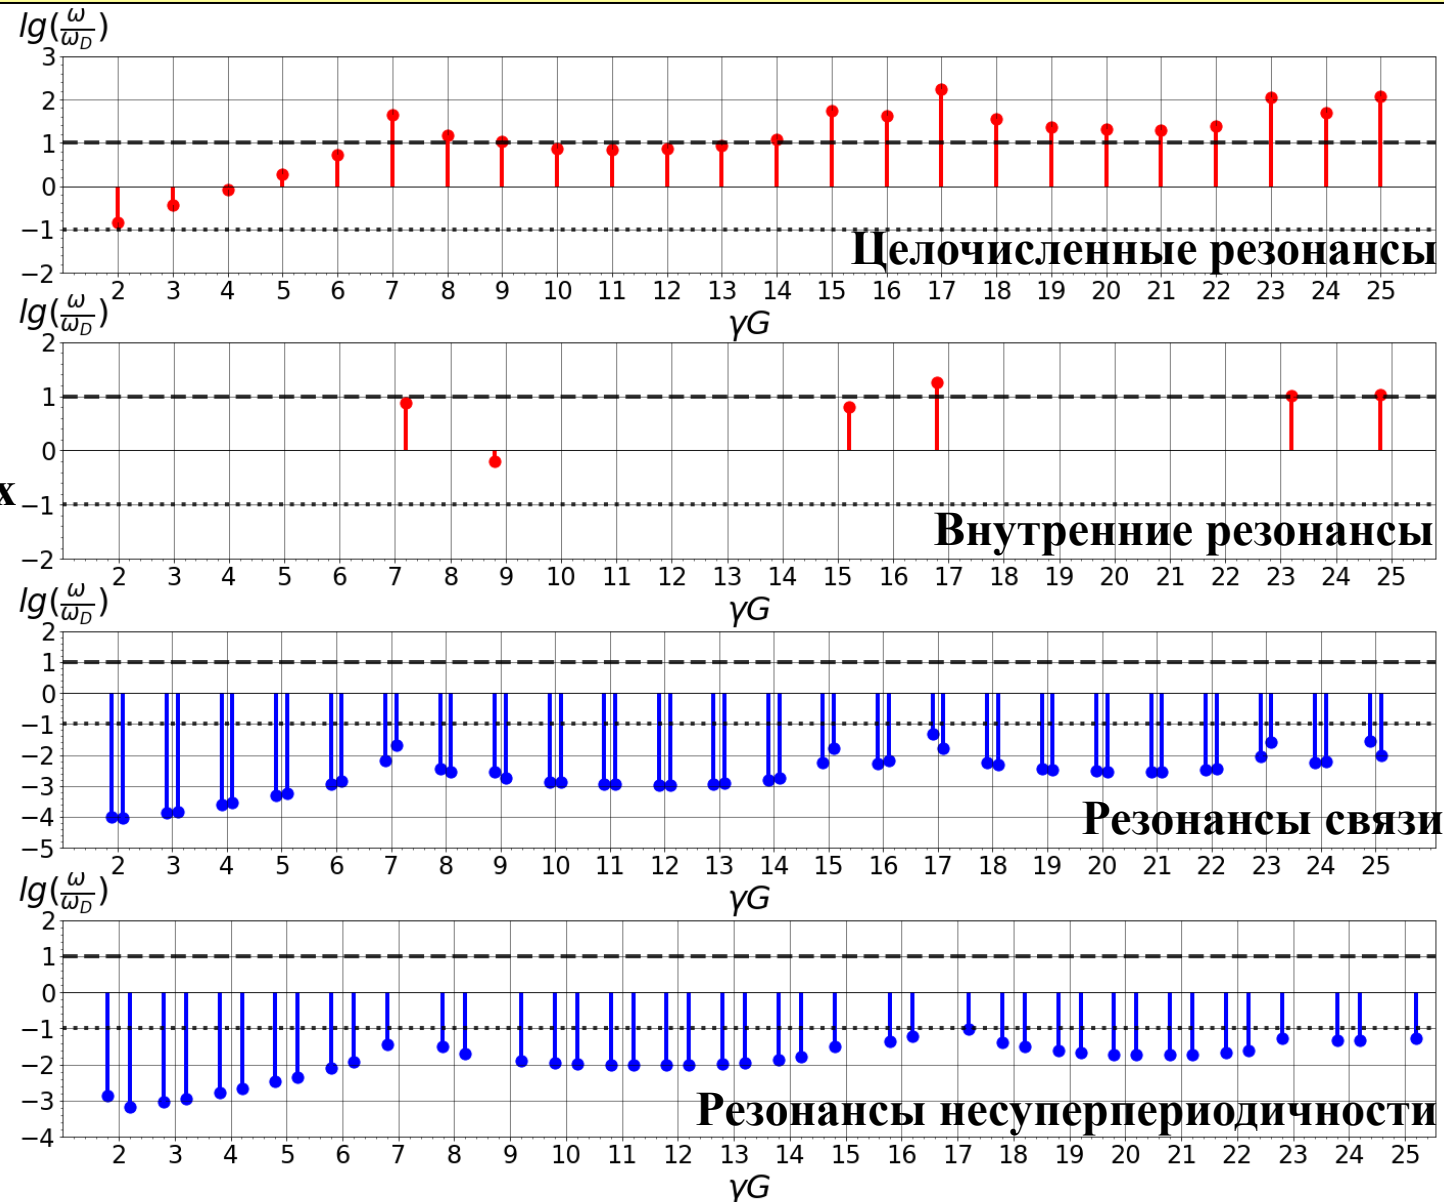 lg(ω/ω_D)
3
2
1
0
−1
−2
Целочисленные резонансы
2 3 4 5 6 7 8 9 10 11 12 13 14 15 16 17 18 19 20 21 22 23 24 25
γG
lg(ω/ω_D)
2
1
0
х
−1
−2
Внутренние резонансы
2 3 4 5 6 7 8 9 10 11 12 13 14 15 16 17 18 19 20 21 22 23 24 25
γG
lg(ω/ω_D)
2
1
0
−1
−2
−3
−4
−5
Резонансы связи
2 3 4 5 6 7 8 9 10 11 12 13 14 15 16 17 18 19 20 21 22 23 24 25
γG
lg(ω/ω_D)
2
1
0
−1
−2
−3
−4
Резонансы несуперпериодичности
2 3 4 5 6 7 8 9 10 11 12 13 14 15 16 17 18 19 20 21 22 23 24 25
γG